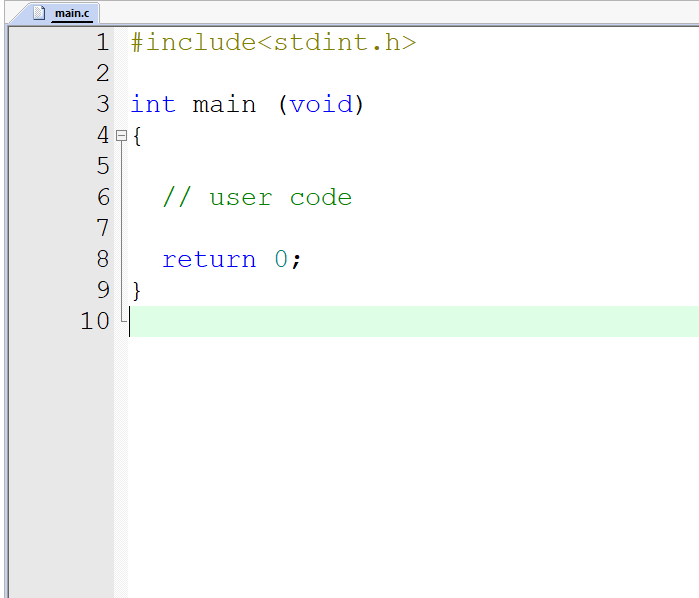 main.c
1 #include<stdint.h>
2
3 int main (void)
4 {
5
6 // user code
7
8 return 0;
9 }
10